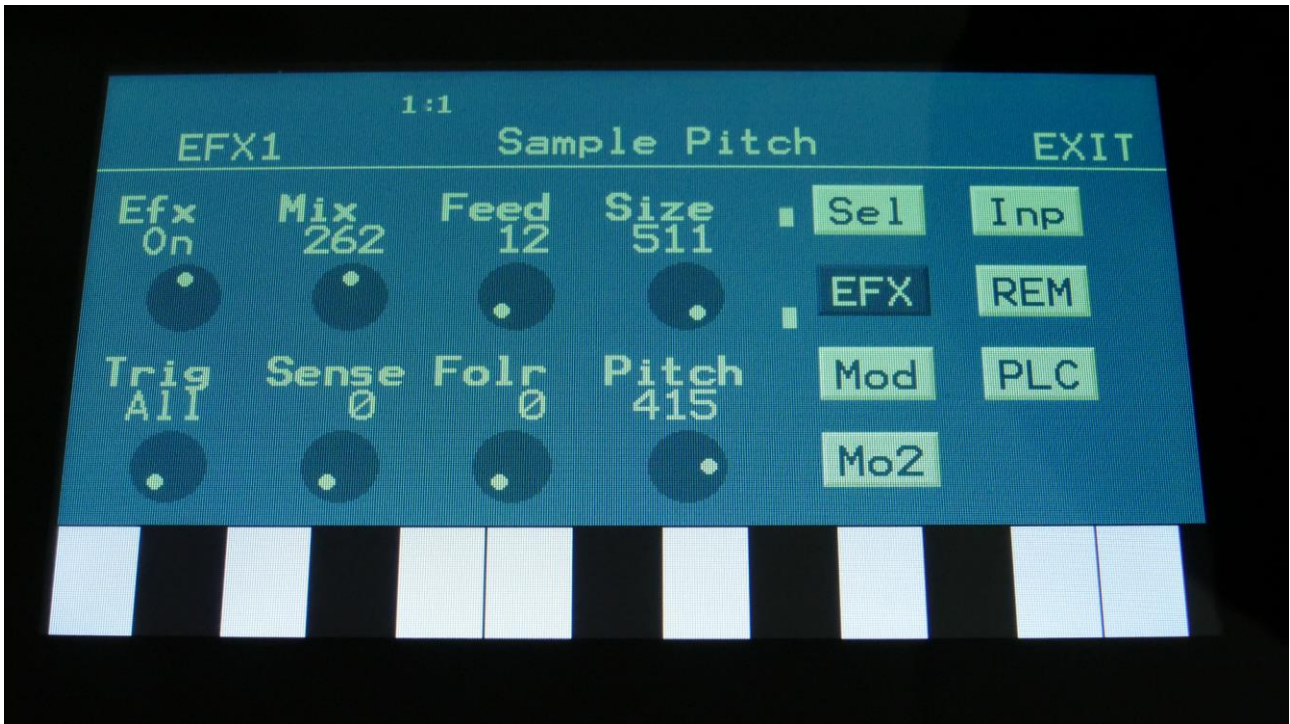 1:1
EFX1 Sample Pitch EXIT
Efx Mix Feed Size Sel Inp
On 262 12 511
EFX REM
Trig Sense Folr Pitch Mod PLC
All 0 0 415
Mo2